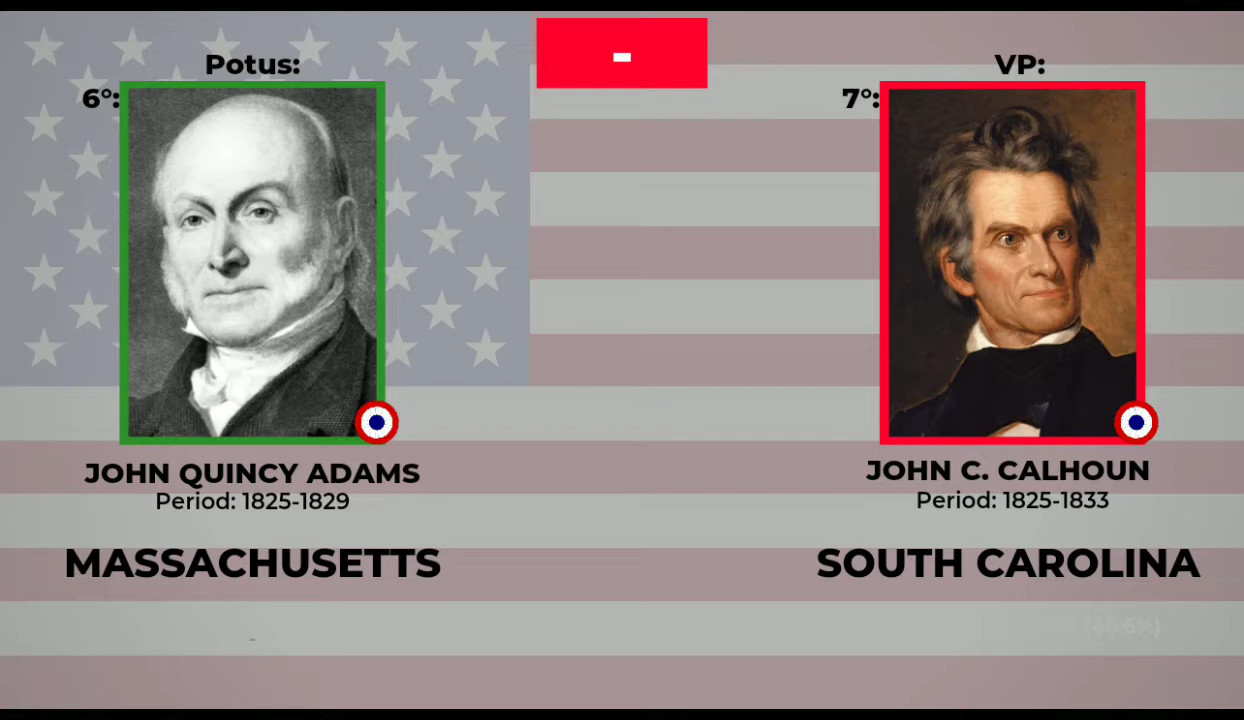 -
Potus:
VP:
6°:
7°:
JOHN QUINCY ADAMS
Period: 1825-1829
JOHN C. CALHOUN
Period: 1825-1833
MASSACHUSETTS
SOUTH CAROLINA
-